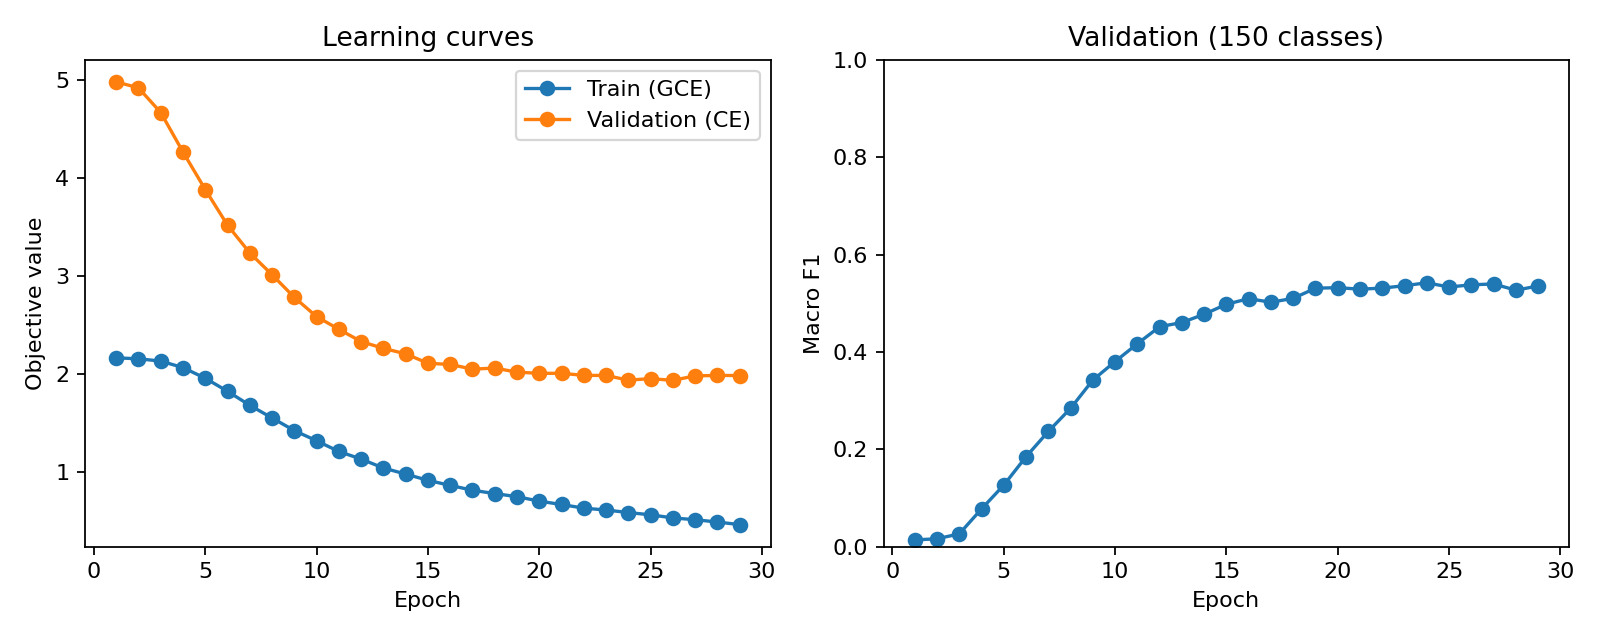 Learning curves
Train (GCE)
Validation (CE)
Objective value
5
4
3
2
1
0 5 10 15 20 25 30
Epoch
Validation (150 classes)
Macro F1
1.0
0.8
0.6
0.4
0.2
0.0
0 5 10 15 20 25 30
Epoch